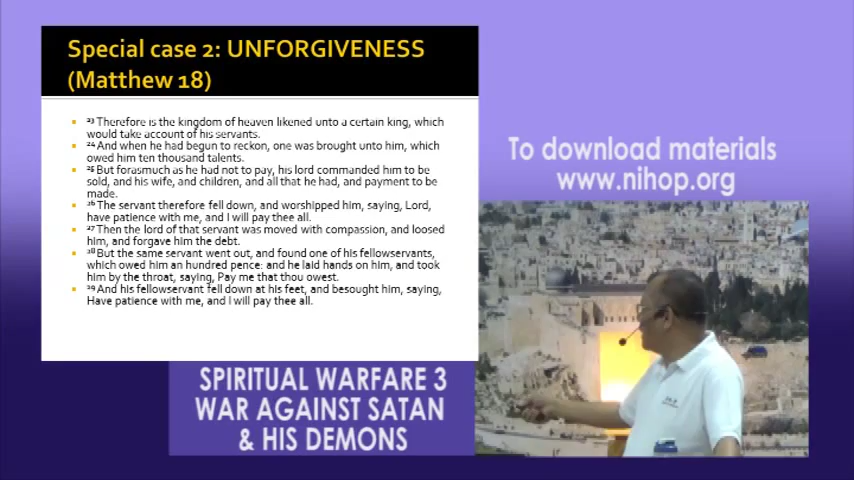 Special case 2: UNFORGIVENESS
(Matthew 18)
²³ Therefore is the kingdom of heaven likened unto a certain king, which
would take account of his servants.
²⁴ And when he had begun to reckon, one was brought unto him, which
owed him ten thousand talents.
²⁵ But forasmuch as he had not to pay, his lord commanded him to be
sold, and his wife, and children, and all that he had, and payment to be
made.
²⁶ The servant therefore fell down, and worshipped him, saying, Lord,
have patience with me, and I will pay thee all.
²⁷ Then the lord of that servant was moved with compassion, and loosed
him, and forgave him the debt.
²⁸ But the same servant went out, and found one of his fellowservants,
which owed him an hundred pence: and he laid hands on him, and took
him by the throat, saying, Pay me that thou owest.
²⁹ And his fellowservant fell down at his feet, and besought him, saying,
Have patience with me, and I will pay thee all.
To download materials
www.nihop.org
SPIRITUAL WARFARE 3
WAR AGAINST SATAN
& HIS DEMONS